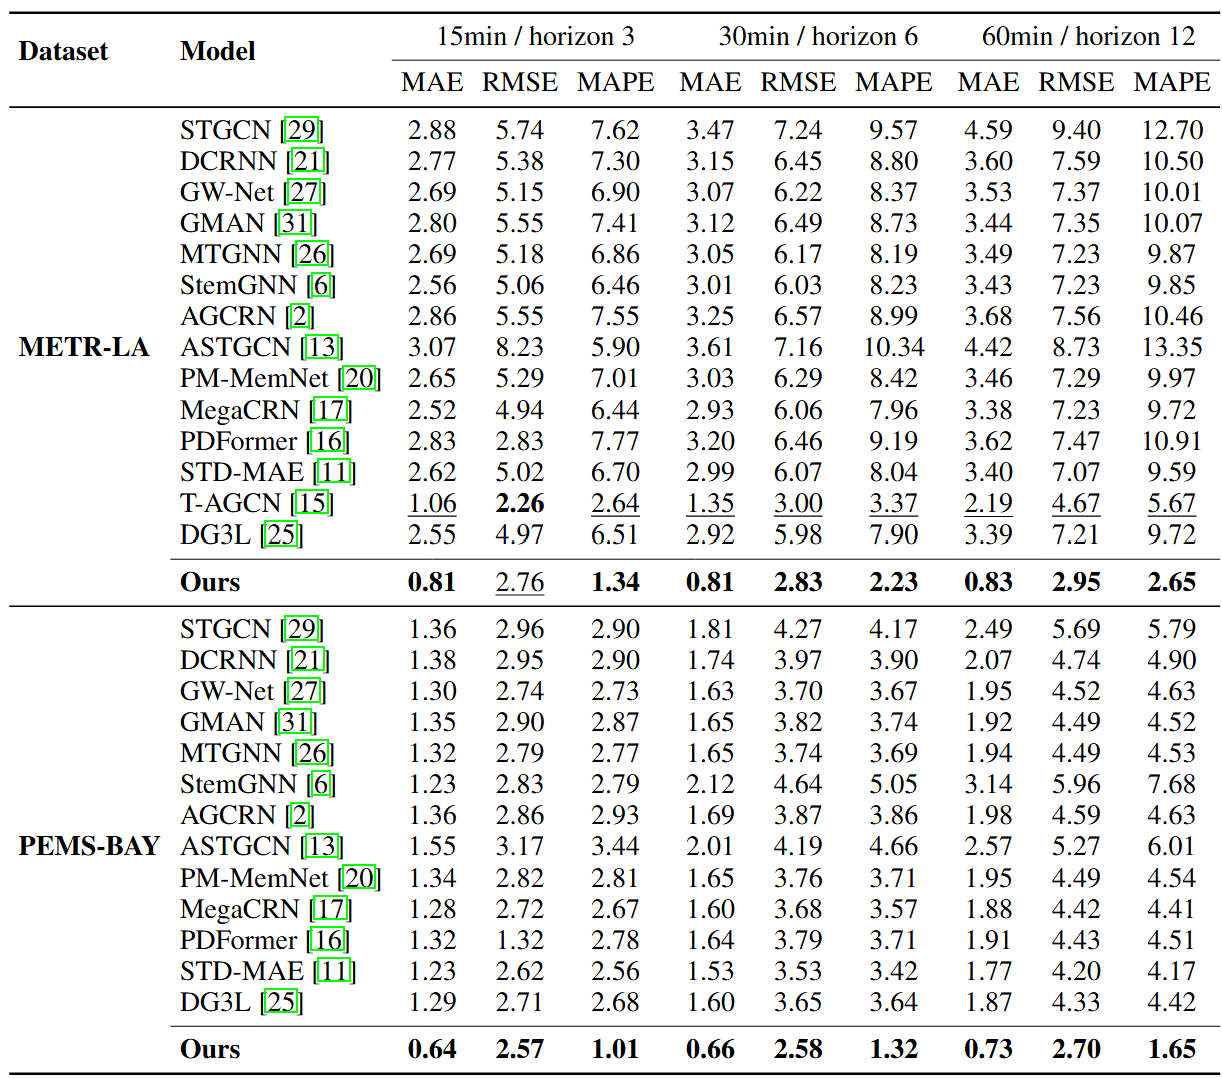 Dataset Model 15min / horizon 3 30min / horizon 6 60min / horizon 12
MAE RMSE MAPE MAE RMSE MAPE MAE RMSE MAPE
STGCN [29] 2.88 5.74 7.62 3.47 7.24 9.57 4.59 9.40 12.70
DCRNN [21] 2.77 5.38 7.30 3.15 6.45 8.80 3.60 7.59 10.50
GW-Net [27] 2.69 5.15 6.90 3.07 6.22 8.37 3.53 7.37 10.01
GMAN [31] 2.80 5.55 7.41 3.12 6.49 8.73 3.44 7.35 10.07
MTGNN [26] 2.69 5.18 6.86 3.05 6.17 8.19 3.49 7.23 9.87
StemGNN [6] 2.56 5.06 6.46 3.01 6.03 8.23 3.43 7.23 9.85
AGCRN [2] 2.86 5.55 7.55 3.25 6.57 8.99 3.68 7.56 10.46
METR-LA ASTGCN [13] 3.07 8.23 5.90 3.61 7.16 10.34 4.42 8.73 13.35
PM-MemNet [20] 2.65 5.29 7.01 3.03 6.29 8.42 3.46 7.29 9.97
MegaCRN [17] 2.52 4.94 6.44 2.93 6.06 7.96 3.38 7.23 9.72
PDFormer [16] 2.83 2.83 7.77 3.20 6.46 9.19 3.62 7.47 10.91
STD-MAE [11] 2.62 5.02 6.70 2.99 6.07 8.04 3.40 7.07 9.59
T-AGCN [15] 1.06 2.26 2.64 1.35 3.00 3.37 2.19 4.67 5.67
DG3L [25] 2.55 4.97 6.51 2.92 5.98 7.90 3.39 7.21 9.72
Ours 0.81 2.76 1.34 0.81 2.83 2.23 0.83 2.95 2.65
STGCN [29] 1.36 2.96 2.90 1.81 4.27 4.17 2.49 5.69 5.79
DCRNN [21] 1.38 2.95 2.90 1.74 3.97 3.90 2.07 4.74 4.90
GW-Net [27] 1.30 2.74 2.73 1.63 3.70 3.67 1.95 4.52 4.63
GMAN [31] 1.35 2.90 2.87 1.65 3.82 3.74 1.92 4.49 4.52
MTGNN [26] 1.32 2.79 2.77 1.65 3.74 3.69 1.94 4.49 4.53
StemGNN [6] 1.23 2.83 2.79 2.12 4.64 5.05 3.14 5.96 7.68
AGCRN [2] 1.36 2.86 2.93 1.69 3.87 3.86 1.98 4.59 4.63
PEMS-BAY ASTGCN [13] 1.55 3.17 3.44 2.01 4.19 4.66 2.57 5.27 6.01
PM-MemNet [20] 1.34 2.82 2.81 1.65 3.76 3.71 1.95 4.49 4.54
MegaCRN [17] 1.28 2.72 2.67 1.60 3.68 3.57 1.88 4.42 4.41
PDFormer [16] 1.32 1.32 2.78 1.64 3.79 3.71 1.91 4.43 4.51
STD-MAE [11] 1.23 2.62 2.56 1.53 3.53 3.42 1.77 4.20 4.17
DG3L [25] 1.29 2.71 2.68 1.60 3.65 3.64 1.87 4.33 4.42
Ours 0.64 2.57 1.01 0.66 2.58 1.32 0.73 2.70 1.65